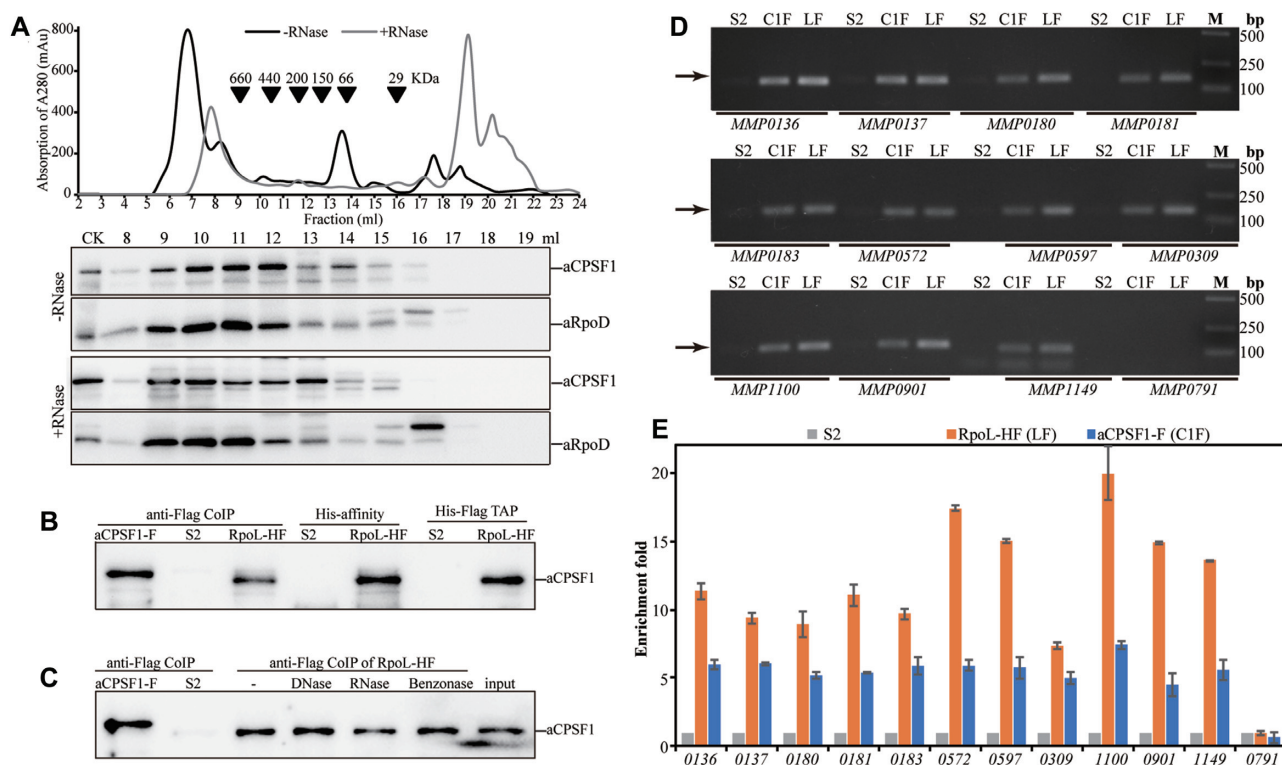 A
-RNase
+RNase
660 440 200 150 66 29 KDa
Absorption of A280 (mAu)
800
600
400
200
0
2 3 4 5 6 7 8 9 10 11 12 13 14 15 16 17 18 19 20 21 22 23 24
Fraction (ml)
CK 8 9 10 11 12 13 14 15 16 17 18 19 ml
-RNase
aCPSF1
aRpoD
+RNase
aCPSF1
aRpoD
B
anti-Flag CoIP His-affinity His-Flag TAP
aCPSF1-F S2 RpoL-HF S2 RpoL-HF S2 RpoL-HF
aCPSF1
C
anti-Flag CoIP anti-Flag CoIP of RpoL-HF
aCPSF1-F S2 - DNase RNase Benzonase input
aCPSF1
D
S2 C1F LF S2 C1F LF S2 C1F LF S2 C1F LF M bp
500
250
100
MMP0136 MMP0137 MMP0180 MMP0181
S2 C1F LF S2 C1F LF S2 C1F LF S2 C1F LF M bp
500
250
100
MMP0183 MMP0572 MMP0597 MMP0309
S2 C1F LF S2 C1F LF S2 C1F LF S2 C1F LF M bp
500
250
100
MMP1100 MMP0901 MMP1149 MMP0791
E
S2 RpoL-HF (LF) aCPSF1-F (C1F)
Enrichment fold
20
15
10
5
0
0136 0137 0180 0181 0183 0572 0597 0309 1100 0901 1149 0791